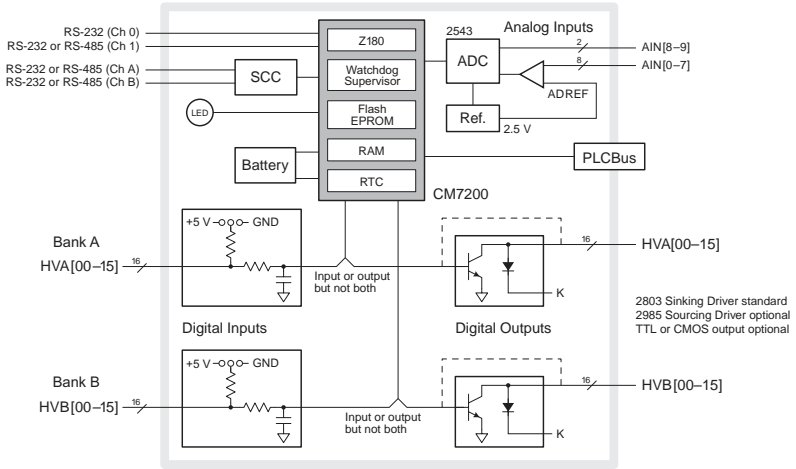 RS-232 (Ch 0)
RS-232 or RS-485 (Ch 1)
RS-232 or RS-485 (Ch A)
RS-232 or RS-485 (Ch B)
SCC
LED
Battery
Z180
Watchdog
Supervisor
Flash
EPROM
RAM
RTC
CM7200
2543
Analog Inputs
ADC
2
AIN[8–9]
8
AIN[0–7]
ADREF
Ref.
2.5 V
PLCBus
Bank A
HVA[00–15]
16
+5 V
GND
Input or output
but not both
K
16
HVA[00–15]
Digital Inputs
Digital Outputs
2803 Sinking Driver standard
2985 Sourcing Driver optional
TTL or CMOS output optional
Bank B
HVB[00–15]
16
+5 V
GND
Input or output
but not both
K
16
HVB[00–15]